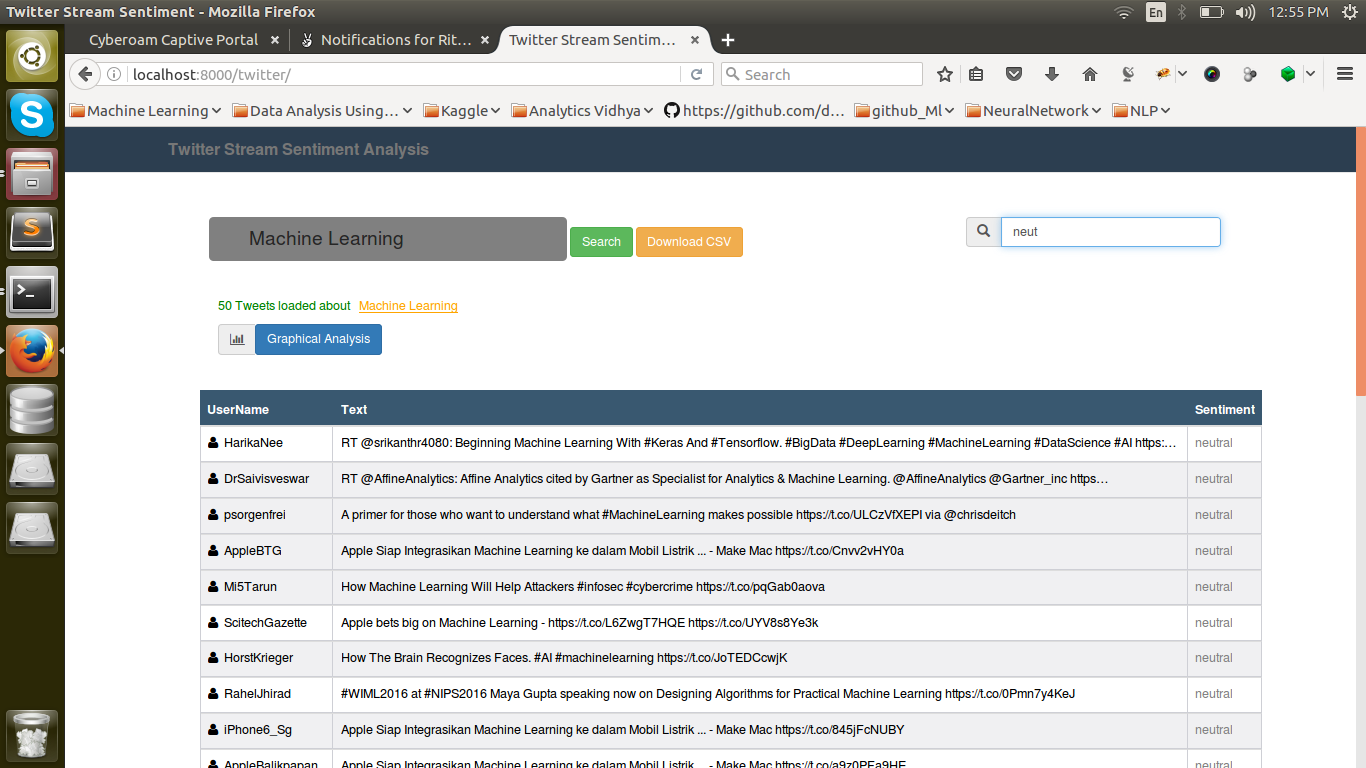 Twitter Stream Sentiment - Mozilla Firefox En 12:55 PM
Cyberoam Captive Portal × Notifications for Rit... × Twitter Stream Sentim... ×
localhost:8000/twitter/ Search
Machine Learning Data Analysis Using... Kaggle Analytics Vidhya https://github.com/d... github_Ml NeuralNetwork NLP
Twitter Stream Sentiment Analysis
Machine Learning Search Download CSV neut
50 Tweets loaded about Machine Learning
Graphical Analysis
UserName Text Sentiment
HarikaNee RT @srikanthr4080: Beginning Machine Learning With #Keras And #Tensorflow. #BigData #DeepLearning #MachineLearning #DataScience #AI https:... neutral
DrSaivisveswar RT @AffineAnalytics: Affine Analytics cited by Gartner as Specialist for Analytics & Machine Learning. @AffineAnalytics @Gartner_inc https... neutral
psorgenfrei A primer for those who want to understand what #MachineLearning makes possible https://t.co/ULCzVfXEPI via @chrisdeitch neutral
AppleBTG Apple Siap Integrasikan Machine Learning ke dalam Mobil Listrik ... - Make Mac https://t.co/Cnvv2vHY0a neutral
Mi5Tarun How Machine Learning Will Help Attackers #infosec #cybercrime https://t.co/pqGab0aova neutral
ScitechGazette Apple bets big on Machine Learning - https://t.co/L6ZwgT7HQE https://t.co/UYV8s8Ye3k neutral
HorstKrieger How The Brain Recognizes Faces. #AI #machinelearning https://t.co/JoTEDCcwjK neutral
RahelJhirad #WIML2016 at #NIPS2016 Maya Gupta speaking now on Designing Algorithms for Practical Machine Learning https://t.co/0Pmn7y4KeJ neutral
iPhone6_Sg Apple Siap Integrasikan Machine Learning ke dalam Mobil Listrik ... - Make Mac https://t.co/845jFcNUBY neutral
AppleBalikpapan Apple Siap Integrasikan Machine Learning ke dalam Mobil Listrik ... - Make Mac neutral